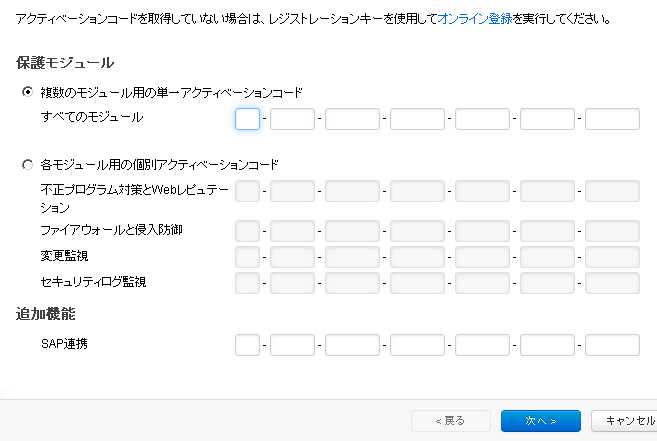 アクティベーションコードを取得していない場合は、レジストレーションキーを使用してオンライン登録を実行してください。
保護モジュール
複数のモジュール用の単一アクティベーションコード
すべてのモジュール - - - - - -
各モジュール用の個別アクティベーションコード
不正プログラム対策とWebレピュテー
ション - - - - - -
ファイアウォールと侵入防御 - - - - - -
変更監視 - - - - - -
セキュリティログ監視 - - - - - -
追加機能
SAP連携 - - - - - -
< 戻る 次へ > キャンセル